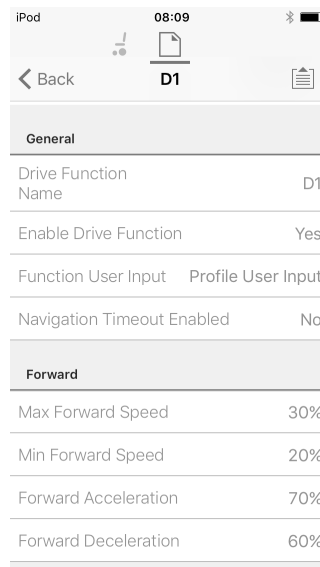 iPod 08:09
Back D1
General
Drive Function
Name
D1
Enable Drive Function Yes
Function User Input Profile User Input
Navigation Timeout Enabled No
Forward
Max Forward Speed 30%
Min Forward Speed 20%
Forward Acceleration 70%
Forward Deceleration 60%